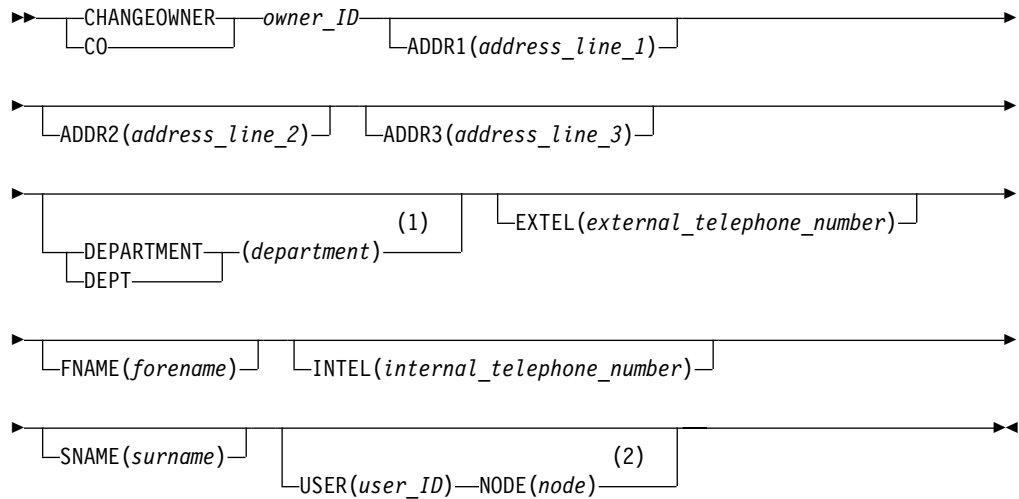 CHANGEOWNER owner_ID
CO ADDR1(address_line_1)
ADDR2(address_line_2) ADDR3(address_line_3)
(1) EXTEL(external_telephone_number)
DEPARTMENT (department)
DEPT
FNAME(forename) INTEL(internal_telephone_number)
SNAME(surname) (2)
USER(user_ID) NODE(node)